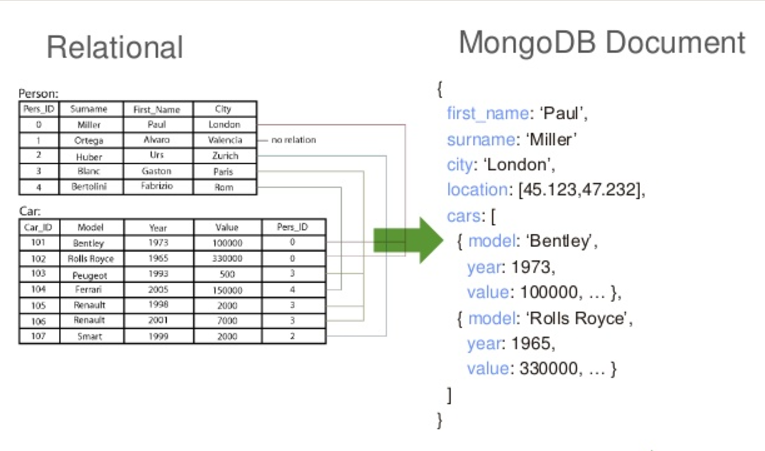 Relational
MongoDB Document
Person:
Pers_ID Surname First_Name City
0 Miller Paul London
1 Ortega Alvaro Valencia no relation
2 Huber Urs Zurich
3 Blanc Gaston Paris
4 Bertolini Fabrizio Rom
Car:
Car_ID Model Year Value Pers_ID
101 Bentley 1973 100000 0
102 Rolls Royce 1965 330000 0
103 Peugeot 1993 500 3
104 Ferrari 2005 150000 4
105 Renault 1998 2000 3
106 Renault 2001 7000 3
107 Smart 1999 2000 2
{
first_name: ‘Paul’,
surname: ‘Miller’
city: ‘London’,
location: [45.123,47.232],
cars: [
{ model: ‘Bentley’,
year: 1973,
value: 100000, … },
{ model: ‘Rolls Royce’,
year: 1965,
value: 330000, … }
]
}